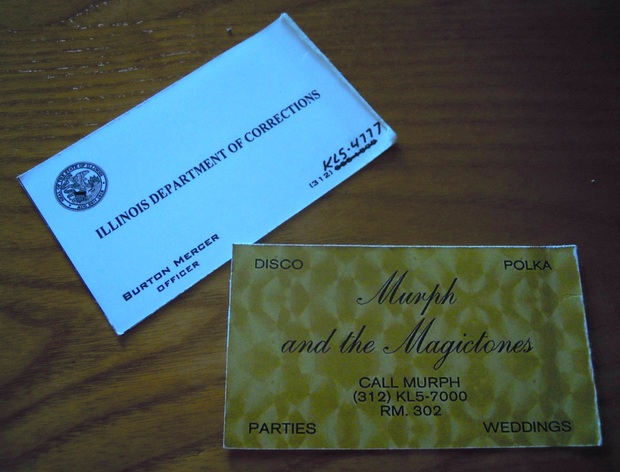 ILLINOIS DEPARTMENT OF CORRECTIONS
KL5-4777
(312)
BURTON MERCER
OFFICER
DISCO
POLKA
Murph
and the Magictones
CALL MURPH
(312) KL5-7000
RM. 302
PARTIES
WEDDINGS